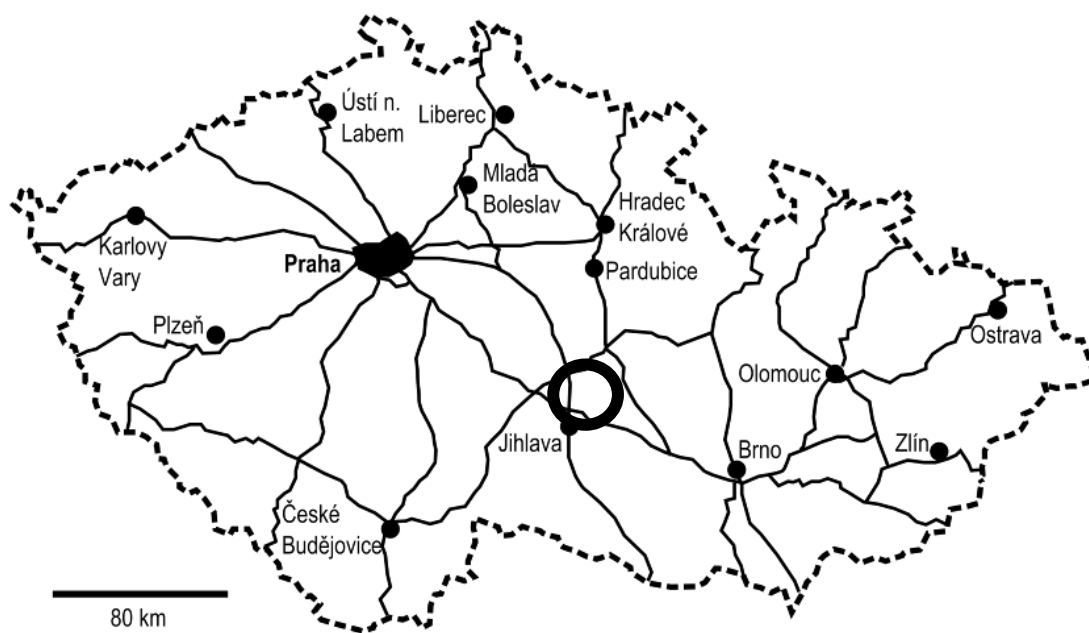 Ústí n.
Labem
Liberec
Mladá
Boleslav
Hradec
Králové
Karlovy
Vary
Praha
Pardubice
Plzeň
Ostrava
Olomouc
Jihlava
Brno
Zlín
České
Budějovice
80 km